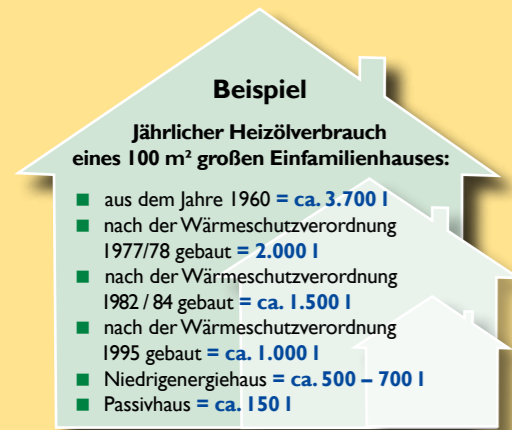 Beispiel
Jährlicher Heizölverbrauch
eines 100 m² großen Einfamilienhauses:
■ aus dem Jahre 1960 = ca. 3.700 l
■ nach der Wärmeschutzverordnung
1977/78 gebaut = 2.000 l
■ nach der Wärmeschutzverordnung
1982 / 84 gebaut = ca. 1.500 l
■ nach der Wärmeschutzverordnung
1995 gebaut = ca. 1.000 l
■ Niedrigenergiehaus = ca. 500 – 700 l
■ Passivhaus = ca. 150 l